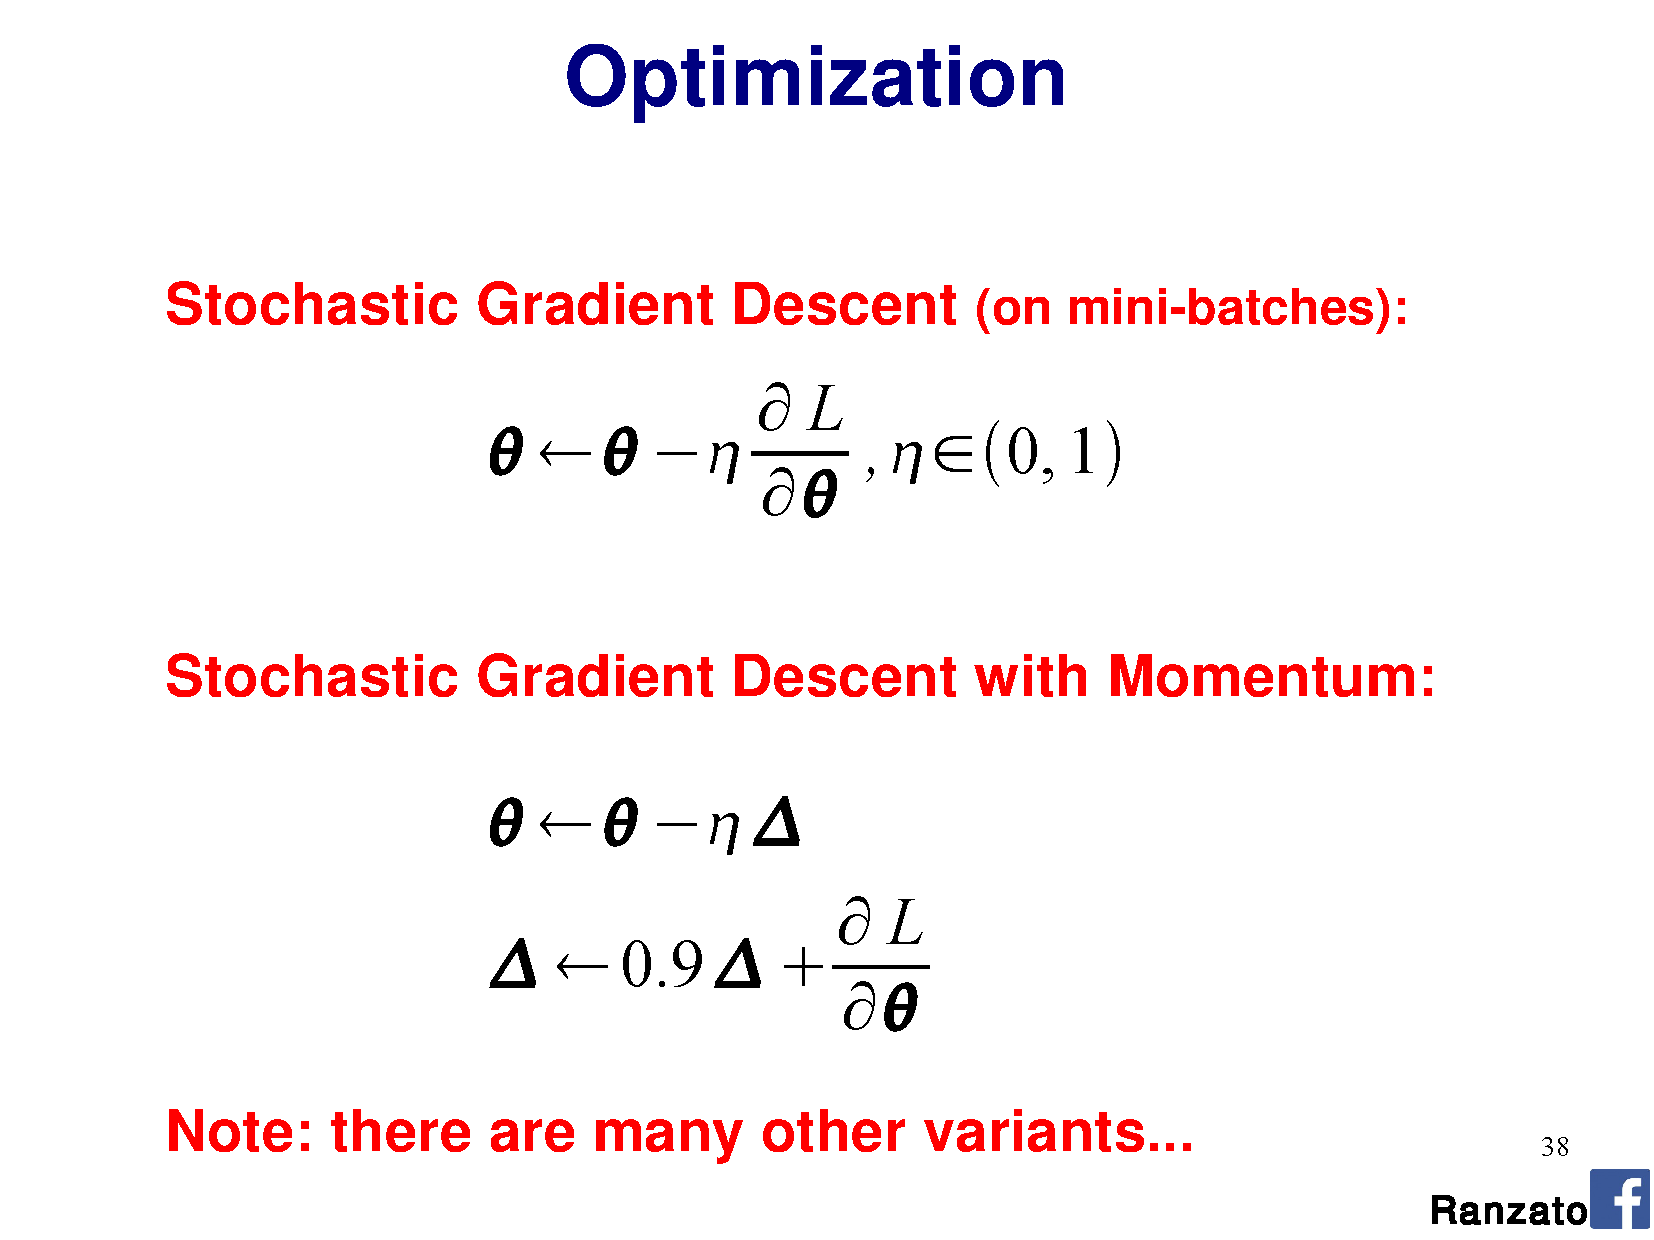 Optimization
Stochastic Gradient Descent (on mini-batches):
θ ← θ − η ∂ L / ∂ θ , η ∈ (0, 1)
Stochastic Gradient Descent with Momentum:
θ ← θ − η Δ
Δ ← 0.9 Δ + ∂ L / ∂ θ
Note: there are many other variants...
38
Ranzato f